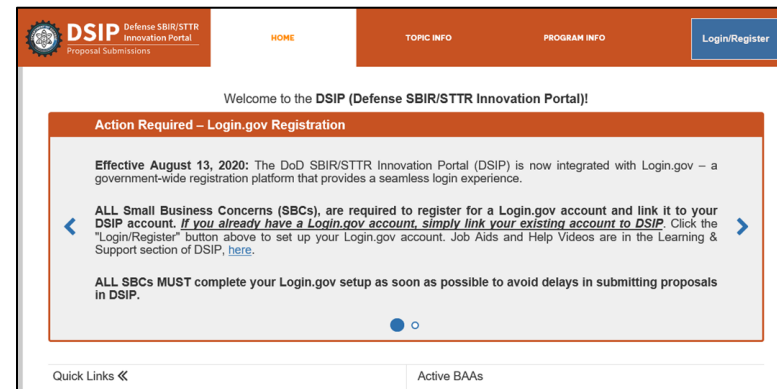 DSIP Defense SBIR/STTR
Innovation Portal
Proposal Submissions
HOME
TOPIC INFO
PROGRAM INFO
Login/Register
Welcome to the DSIP (Defense SBIR/STTR Innovation Portal)!
Action Required – Login.gov Registration
Effective August 13, 2020: The DoD SBIR/STTR Innovation Portal (DSIP) is now integrated with Login.gov – a
government-wide registration platform that provides a seamless login experience.
ALL Small Business Concerns (SBCs), are required to register for a Login.gov account and link it to your
DSIP account. If you already have a Login.gov account, simply link your existing account to DSIP. Click the
"Login/Register" button above to set up your Login.gov account. Job Aids and Help Videos are in the Learning &
Support section of DSIP, here.
ALL SBCs MUST complete your Login.gov setup as soon as possible to avoid delays in submitting proposals
in DSIP.
Quick Links
Active BAAs